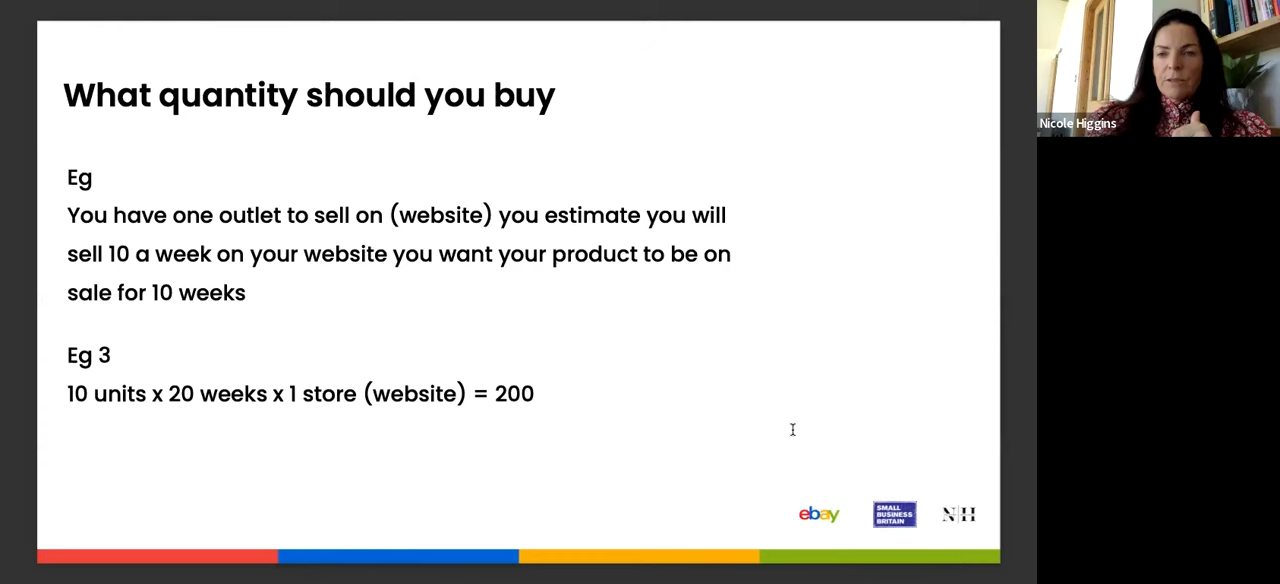 What quantity should you buy
Eg
You have one outlet to sell on (website) you estimate you will
sell 10 a week on your website you want your product to be on
sale for 10 weeks
Eg 3
10 units x 20 weeks x 1 store (website) = 200
ebay
SMALL
BUSINESS
BRITAIN
N|H
Nicole Higgins